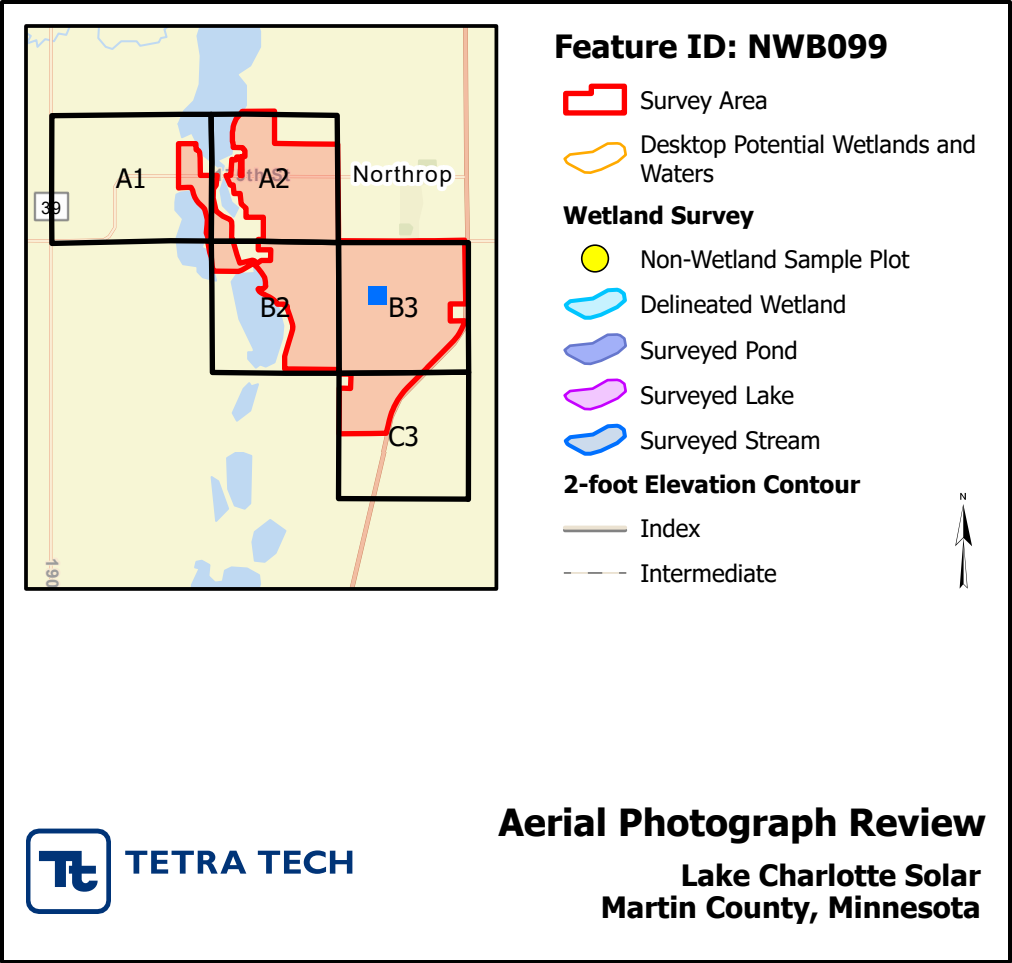 A1
A2
Northrop
39
B2
B3
C3
190
Feature ID: NWB099
Survey Area
Desktop Potential Wetlands and
Waters
Wetland Survey
Non-Wetland Sample Plot
Delineated Wetland
Surveyed Pond
Surveyed Lake
Surveyed Stream
2-foot Elevation Contour
Index
Intermediate
N
Aerial Photograph Review
Lake Charlotte Solar
Martin County, Minnesota
Tt TETRA TECH